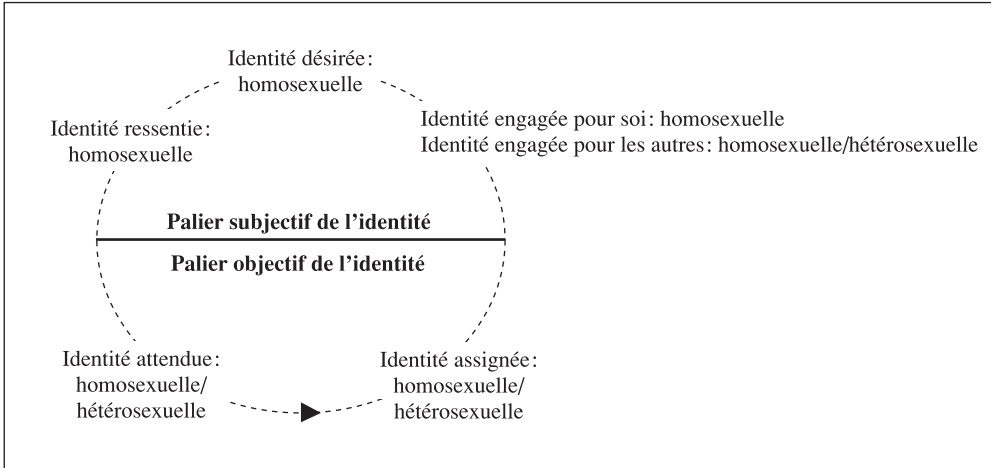 Identité désirée:
homosexuelle
Identité ressentie:
homosexuelle
Identité engagée pour soi: homosexuelle
Identité engagée pour les autres: homosexuelle/hétérosexuelle
Palier subjectif de l’identité
Palier objectif de l’identité
Identité attendue:
homosexuelle/
hétérosexuelle
Identité assignée:
homosexuelle/
hétérosexuelle